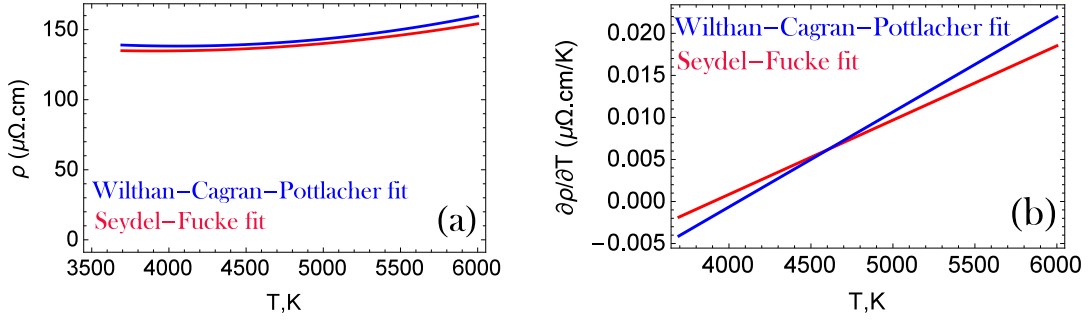 150
100
50
0
ρ (μΩ.cm)
Wilthan−Cagran−Pottlacher fit
Seydel−Fucke fit
(a)
3500 4000 4500 5000 5500 6000
T,K
0.020
0.015
0.010
0.005
0.000
−0.005
∂ρ/∂T (μΩ.cm/K)
Wilthan−Cagran−Pottlacher fit
Seydel−Fucke fit
(b)
4000 4500 5000 5500 6000
T,K